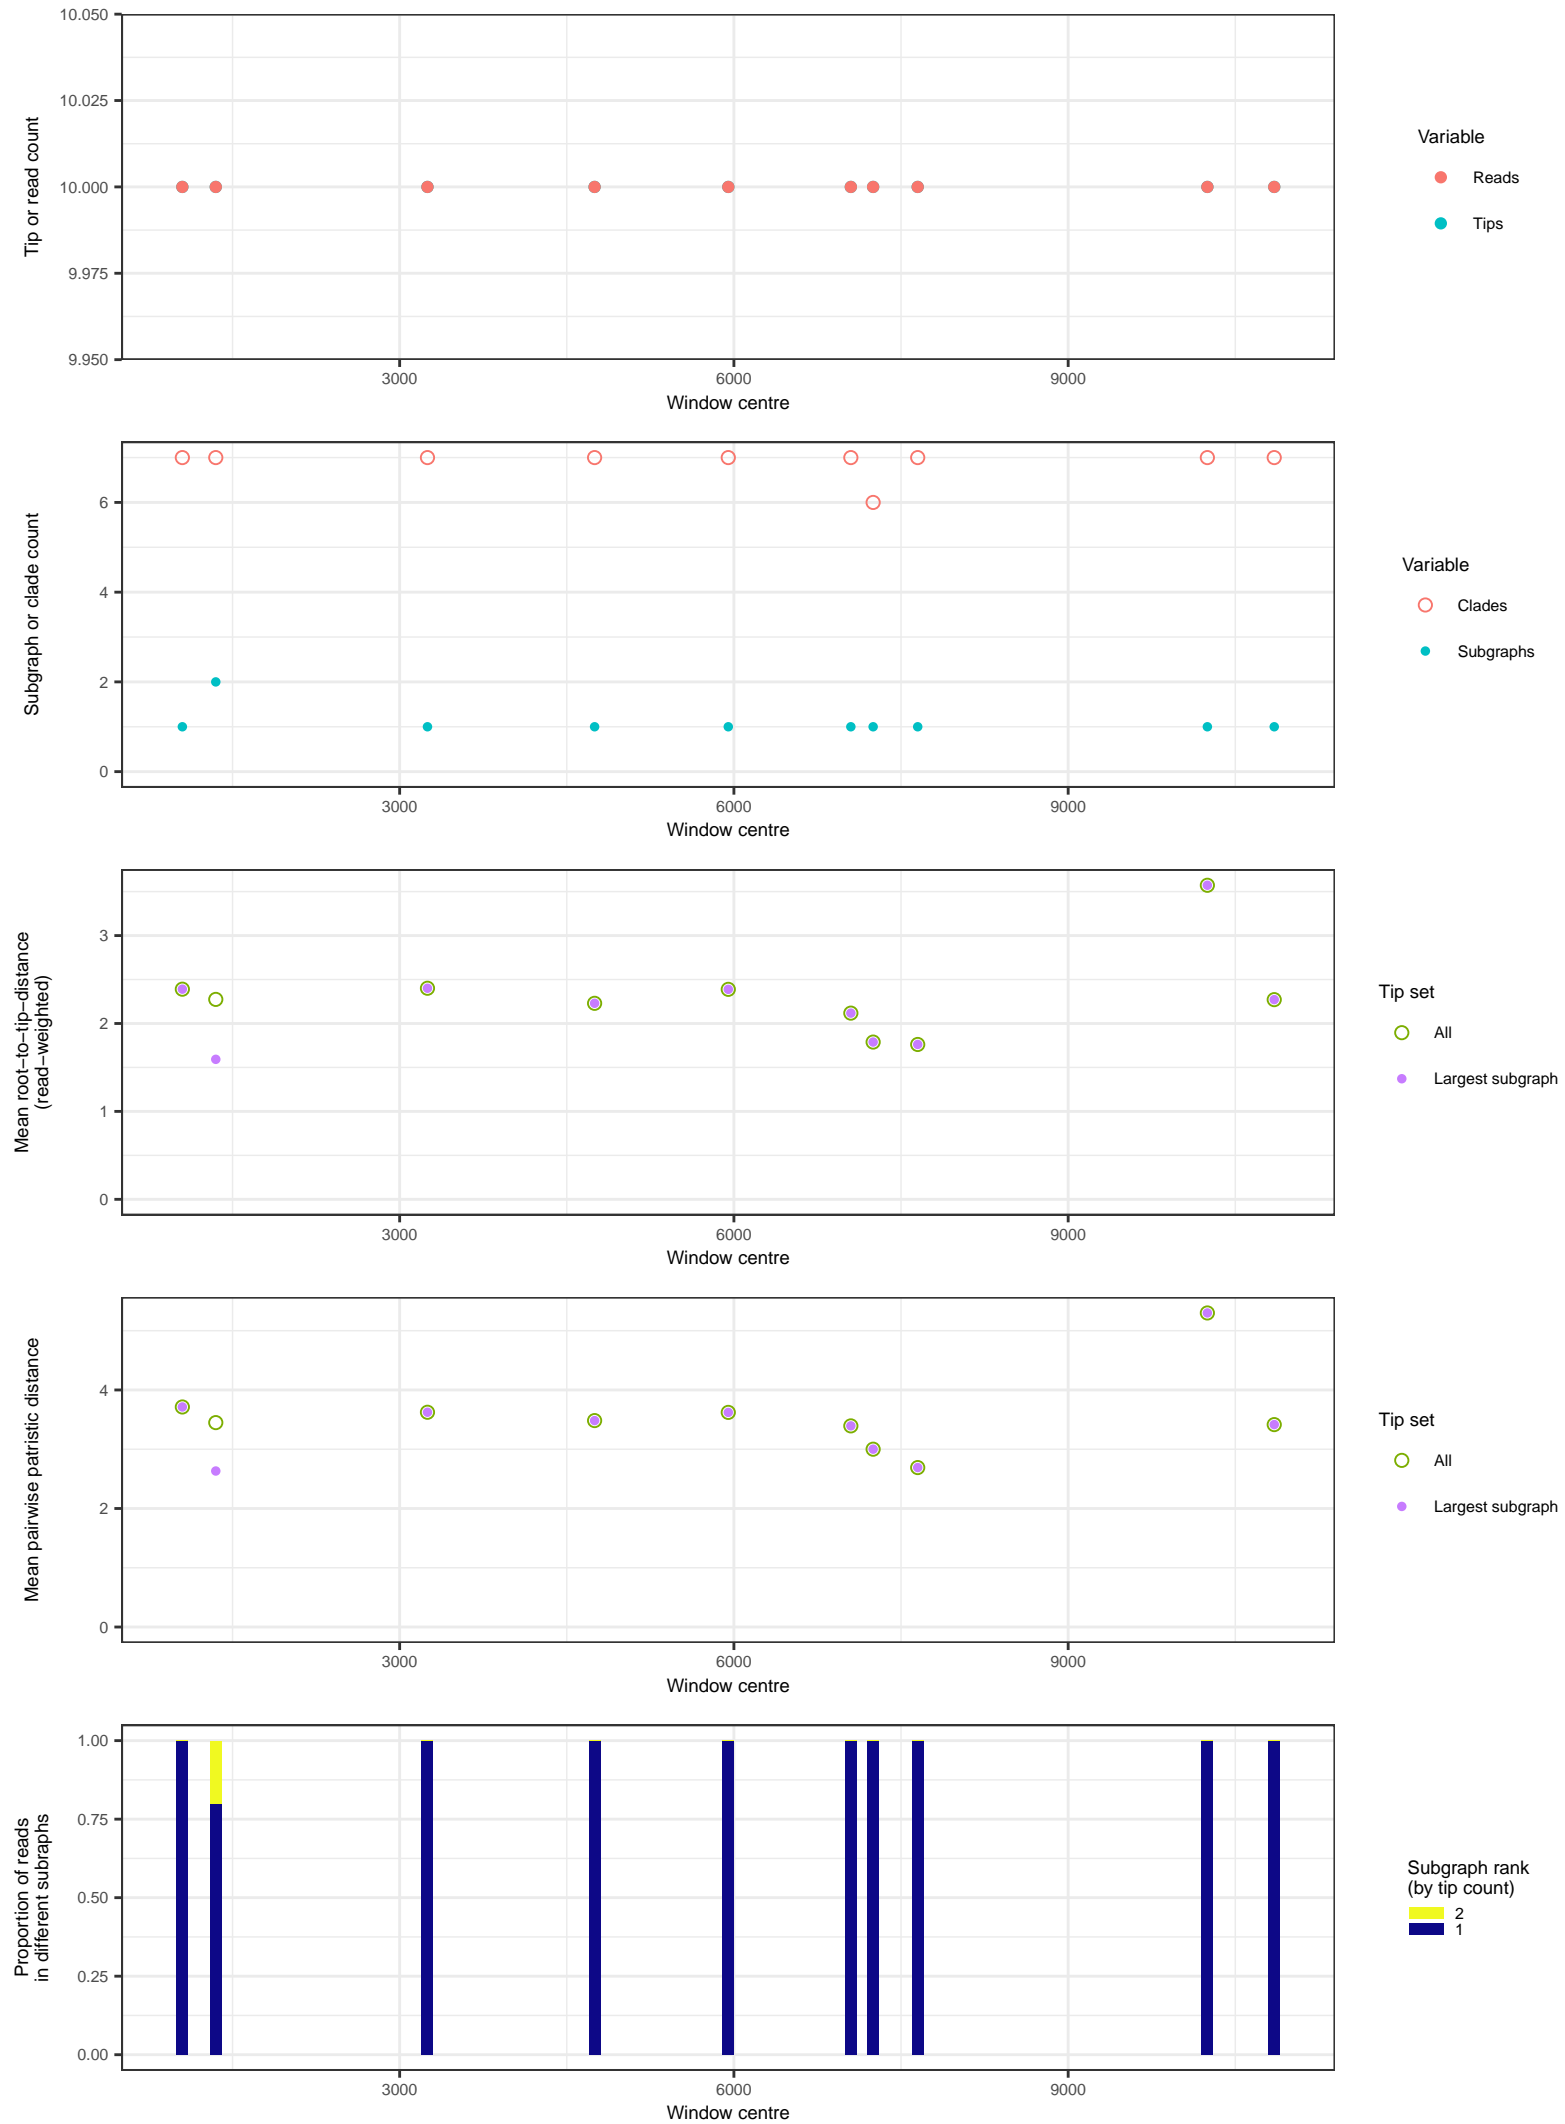 10.050
10.025
10.000
9.975
9.950
Tip or read count
3000 6000 9000
Window centre
Variable
Reads
Tips
6
4
2
0
Subgraph or clade count
3000 6000 9000
Window centre
Variable
Clades
Subgraphs
3
2
1
0
Mean root−to−tip−distance
(read−weighted)
3000 6000 9000
Window centre
Tip set
All
Largest subgraph
4
2
0
Mean pairwise patristic distance
3000 6000 9000
Window centre
Tip set
All
Largest subgraph
1.00
0.75
0.50
0.25
0.00
Proportion of reads
in different subraphs
3000 6000 9000
Window centre
Subgraph rank
(by tip count)
2
1